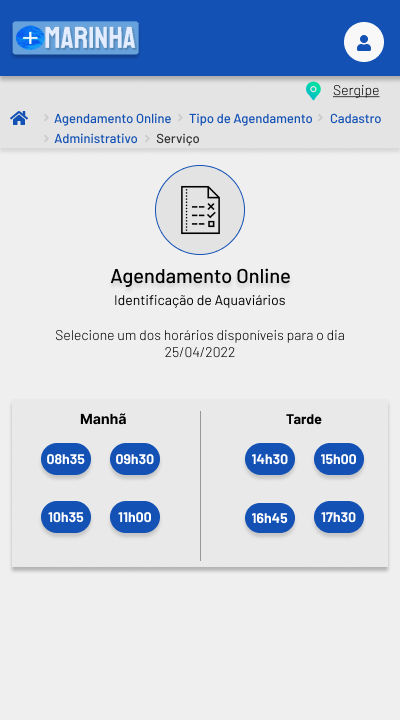 +MARINHA
Sergipe
Agendamento Online > Tipo de Agendamento > Cadastro
> Administrativo > Serviço
Agendamento Online
Identificação de Aquaviários
Selecione um dos horários disponíveis para o dia
25/04/2022
Manhã
08h35 09h30
10h35 11h00
Tarde
14h30 15h00
16h45 17h30